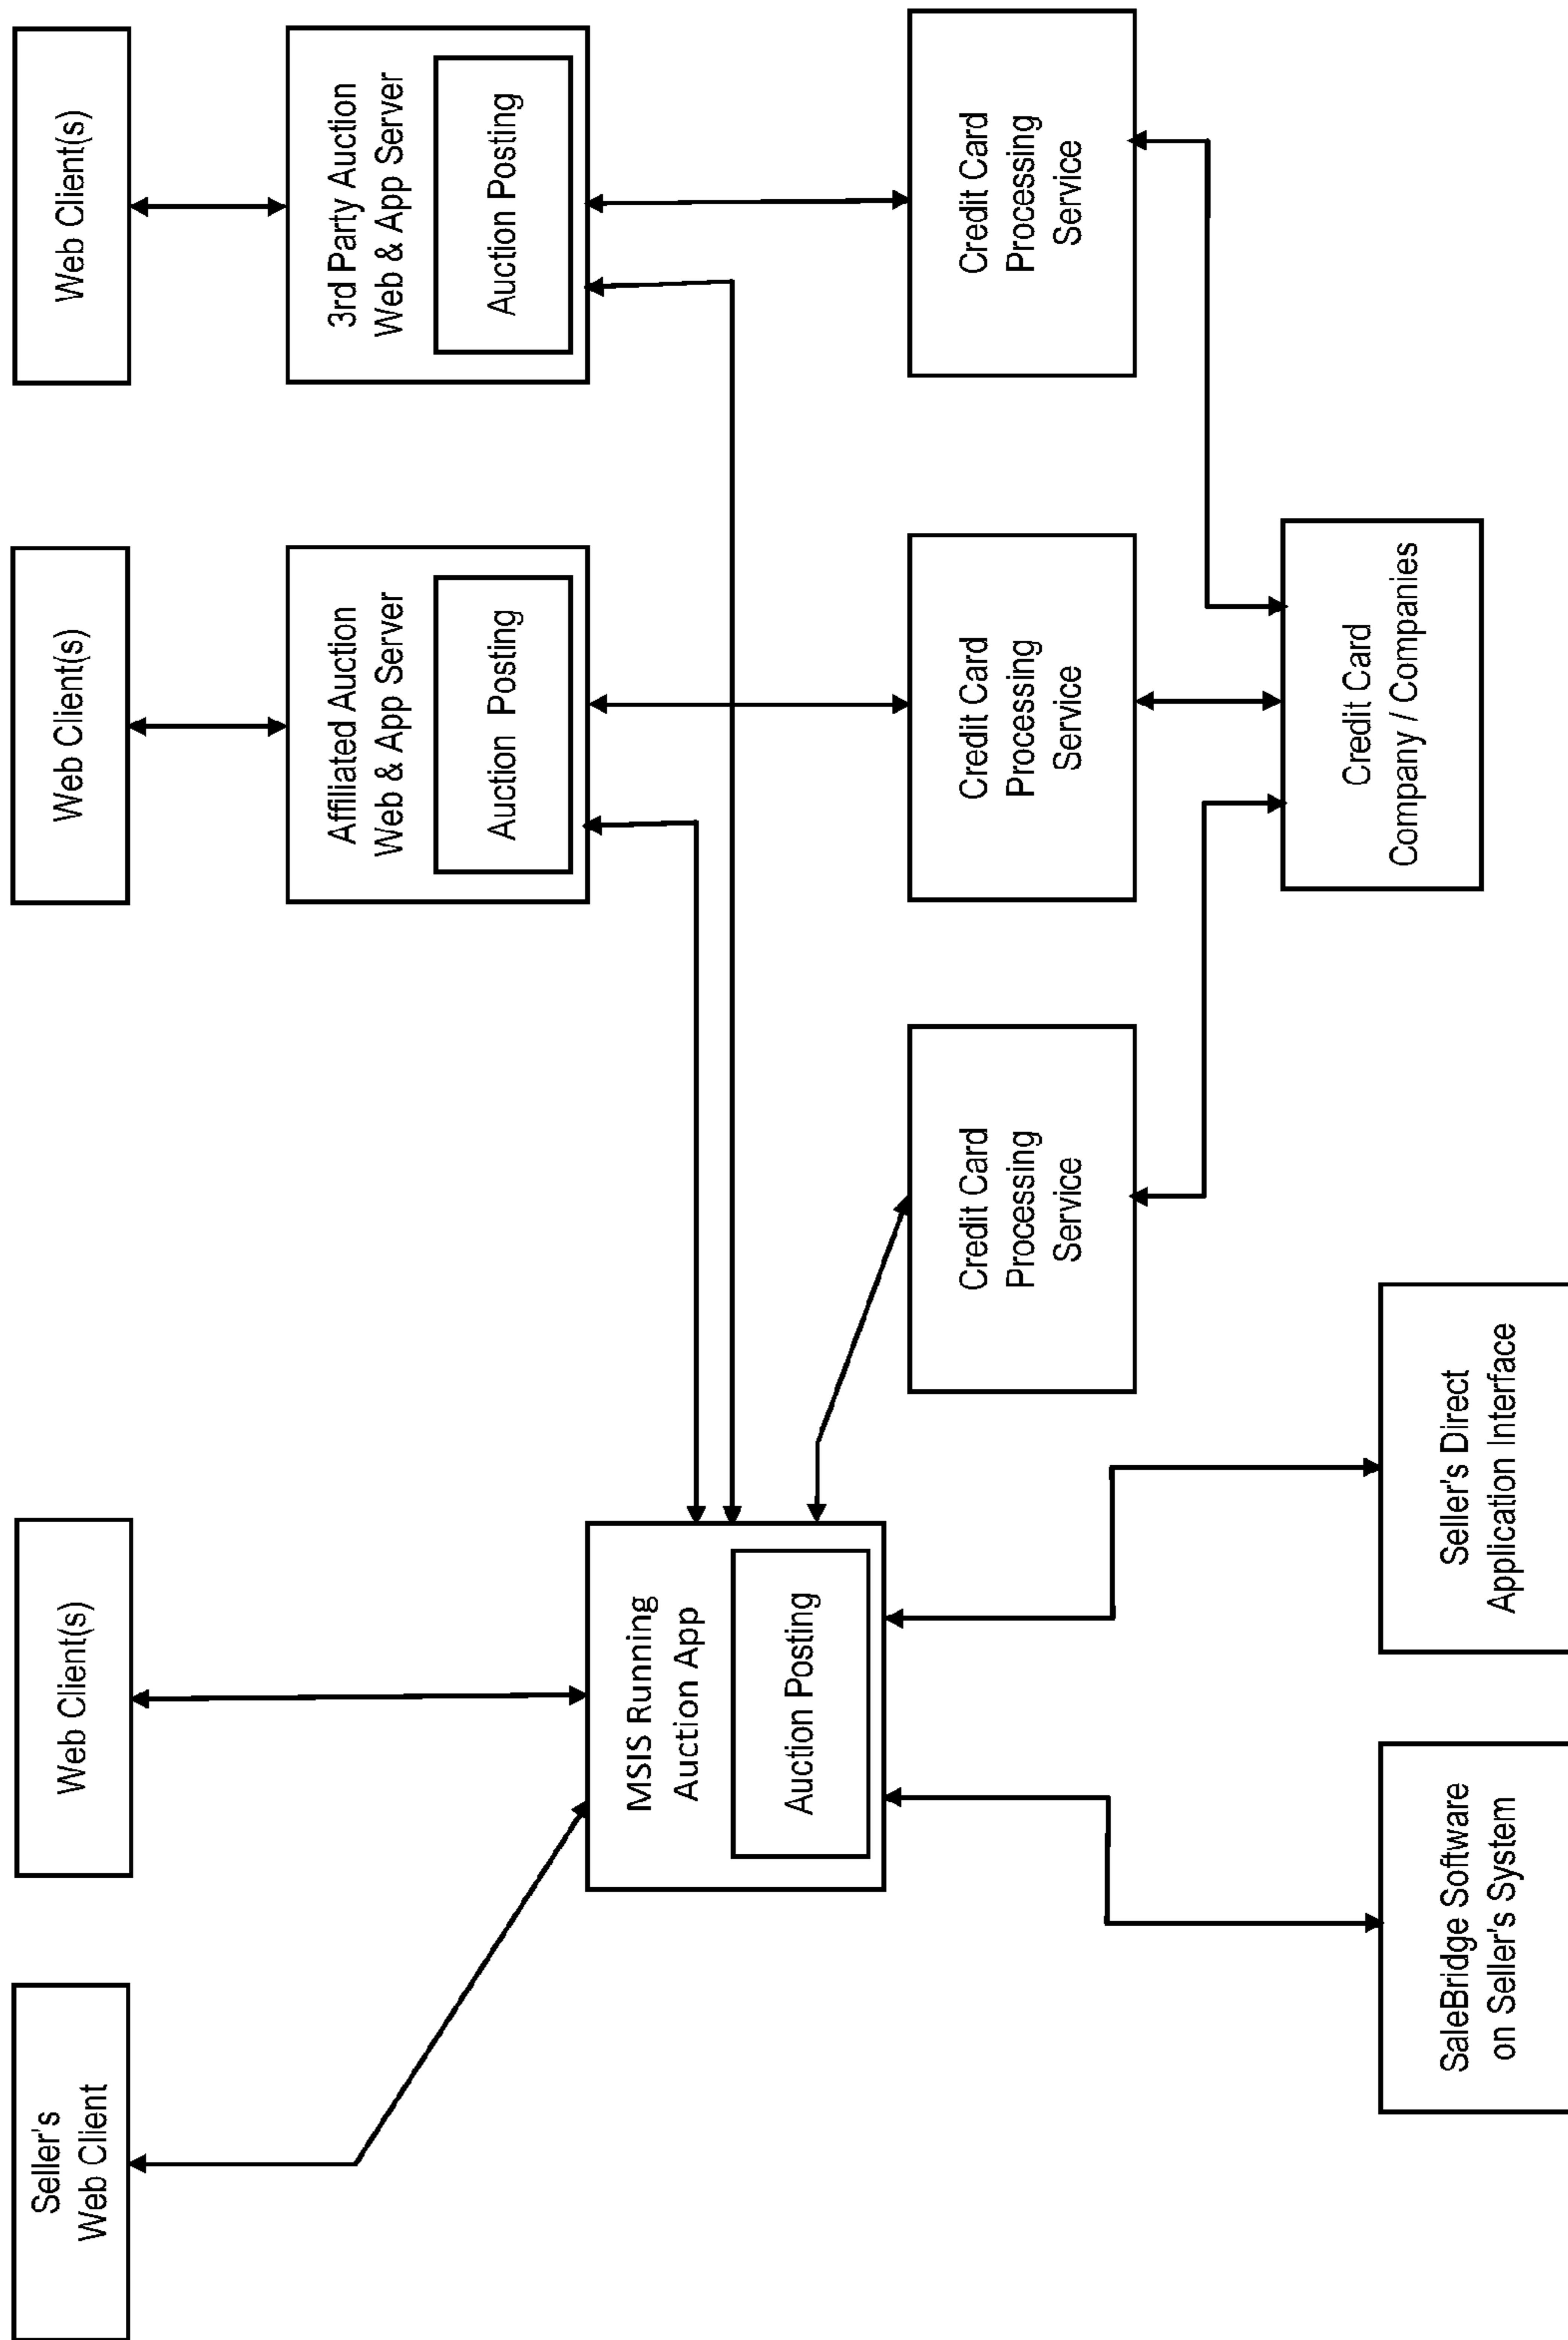 Seller's
Web Client
Web Client(s)
Web Client(s)
Web Client(s)
MSIS Running
Auction App
Auction Posting
Affiliated Auction
Web & App Server
Auction Posting
3rd Party Auction
Web & App Server
Auction Posting
Credit Card
Processing
Service
Credit Card
Processing
Service
Credit Card
Processing
Service
SaleBridge Software
on Seller's System
Seller's Direct
Application Interface
Credit Card
Company / Companies